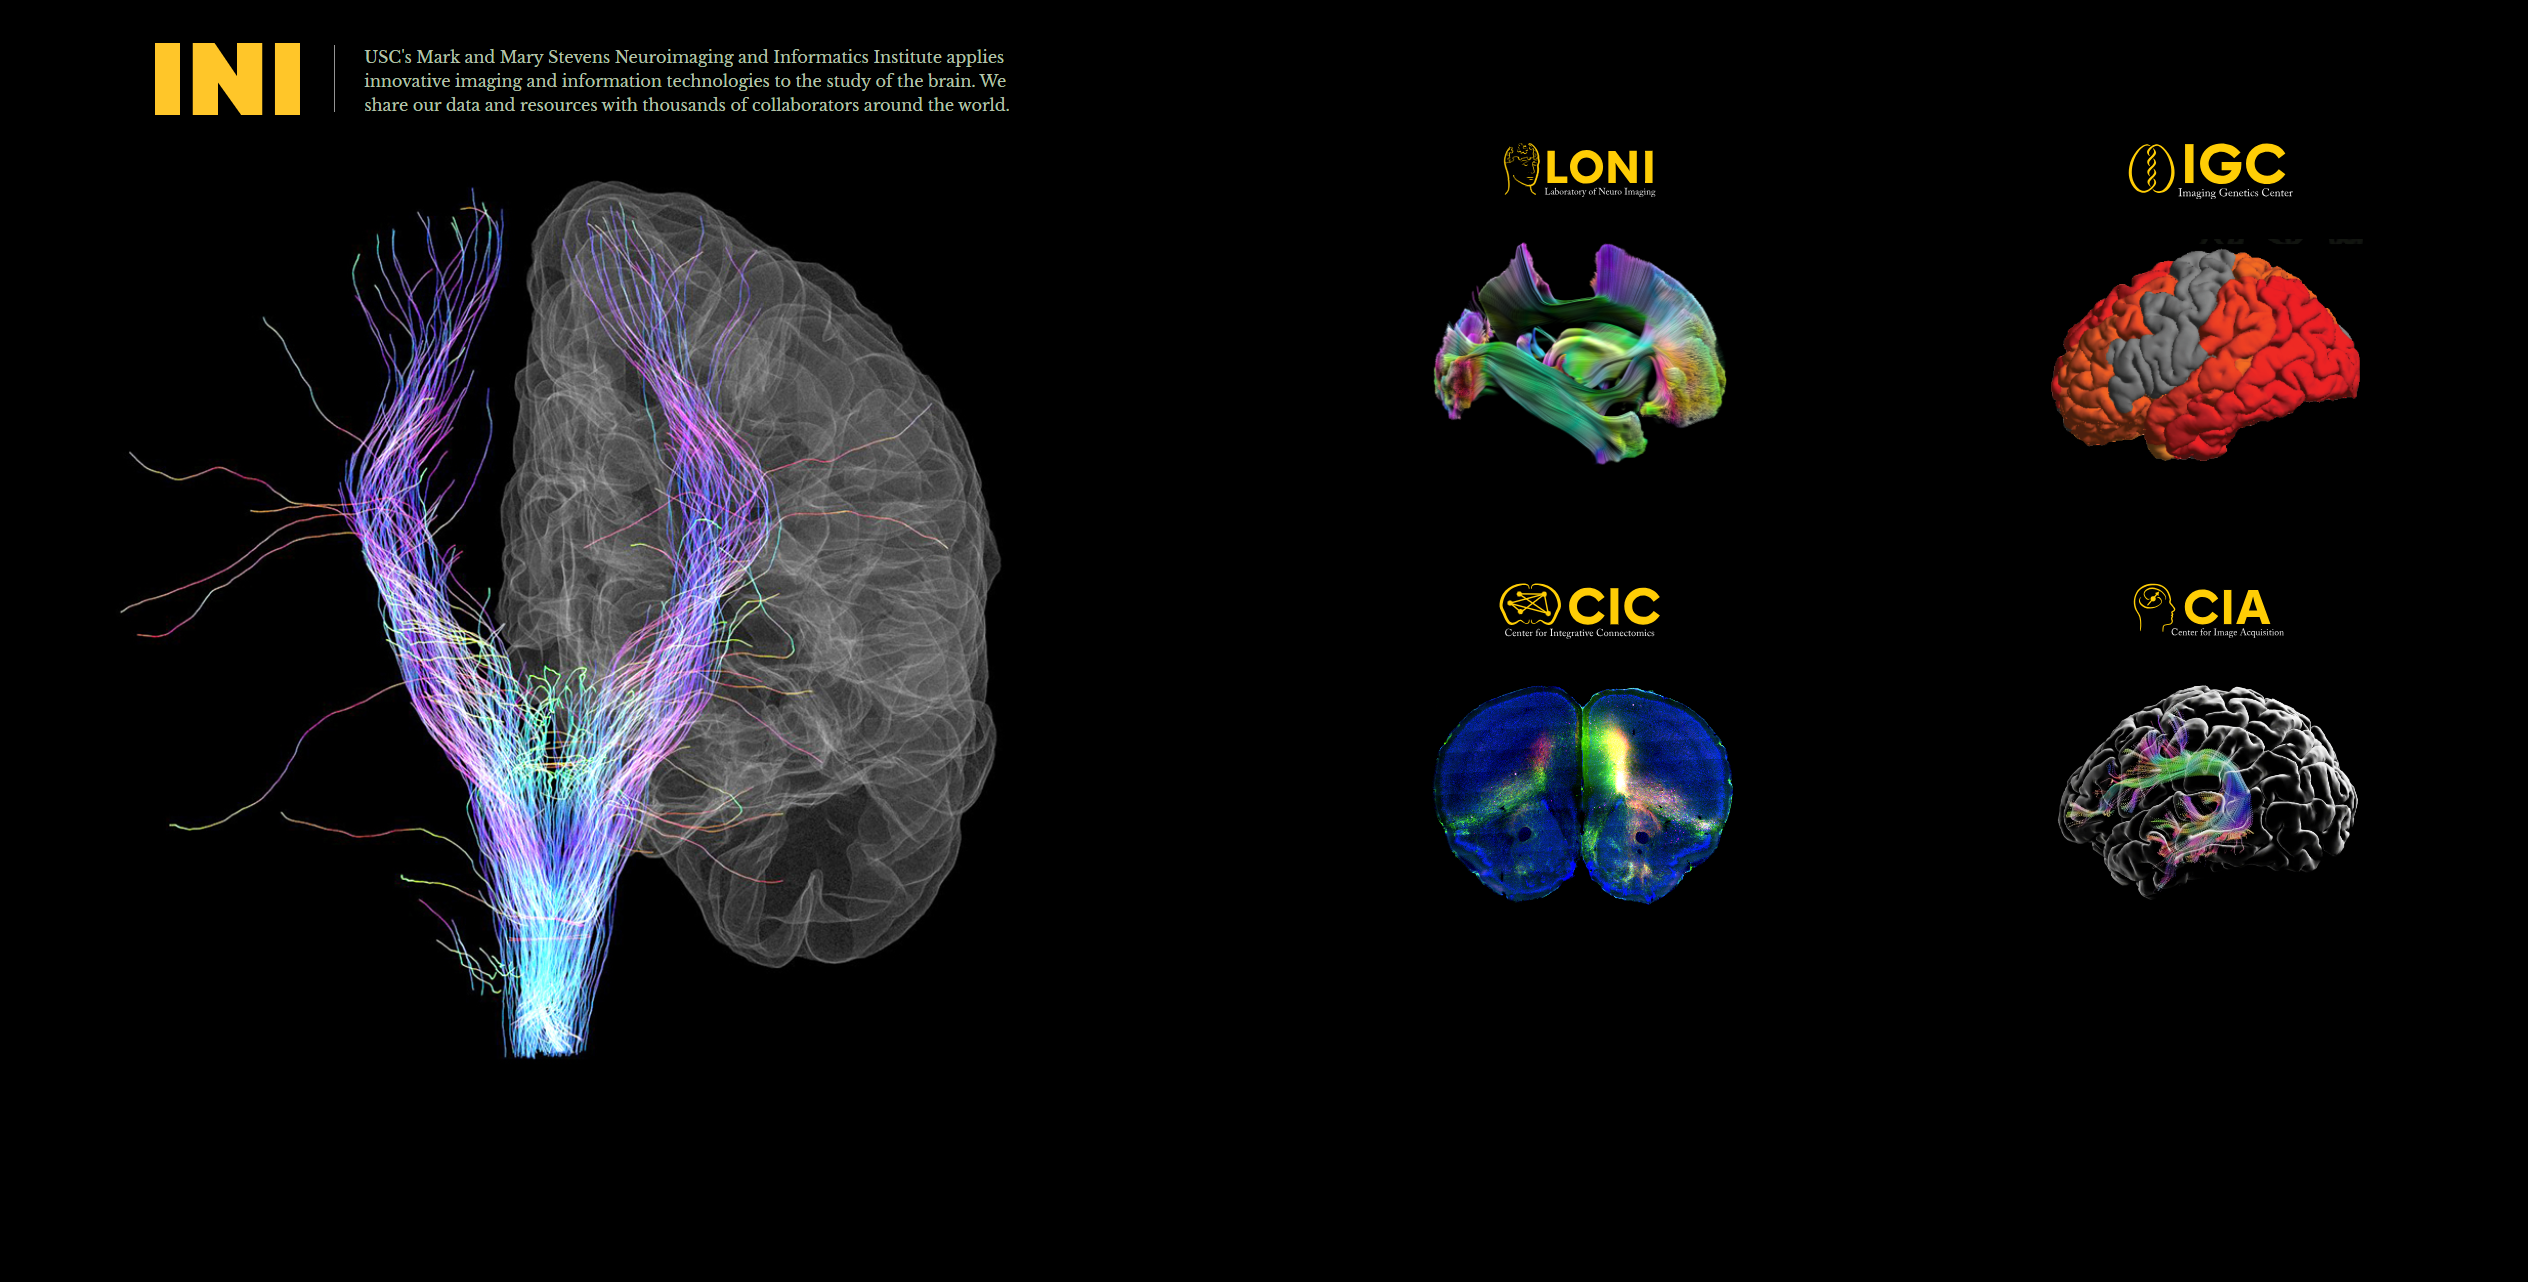 INI
USC's Mark and Mary Stevens Neuroimaging and Informatics Institute applies
innovative imaging and information technologies to the study of the brain. We
share our data and resources with thousands of collaborators around the world.
LONI
Laboratory of Neuro Imaging
IGC
Imaging Genetics Center
CIC
Center for Integrative Connectomics
CIA
Center for Image Acquisition